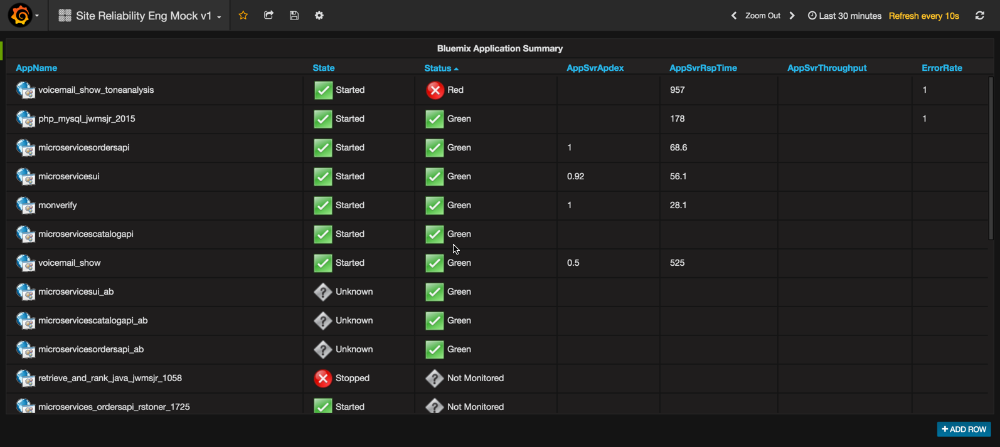 Site Reliability Eng Mock v1
Zoom Out
Last 30 minutes Refresh every 10s
Bluemix Application Summary
AppName State Status AppSvrApdex AppSvrRspTime AppSvrThroughput ErrorRate
voicemail_show_toneanalysis Started Red 957 1
php_mysql_jwmsjr_2015 Started Green 178 1
microservicesordersapi Started Green 1 68.6
microservicesui Started Green 0.92 56.1
monverify Started Green 1 28.1
microservicescatalogapi Started Green
voicemail_show Started Green 0.5 525
microservicesui_ab Unknown Green
microservicescatalogapi_ab Unknown Green
microservicesordersapi_ab Unknown Green
retrieve_and_rank_java_jwmsjr_1058 Stopped Not Monitored
microservices_ordersapi_rstoner_1725 Started Not Monitored
+ ADD ROW